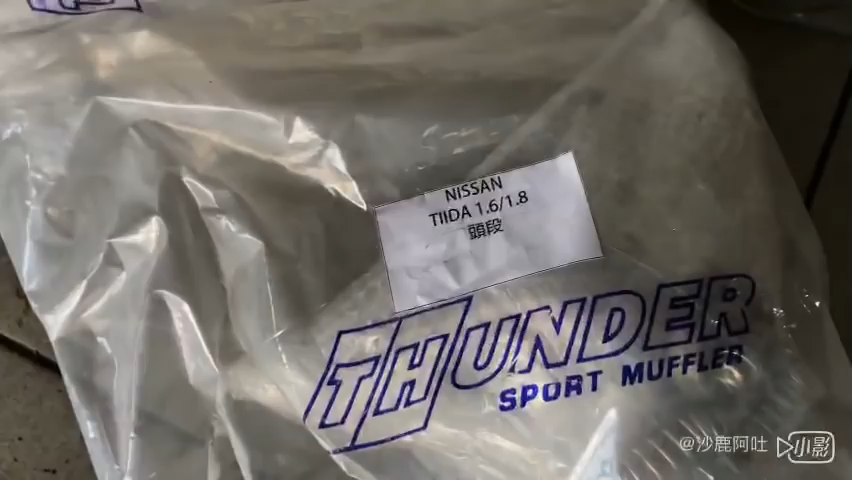 NISSAN
TIIDA 1.6/1.8
頭段
THUNDER
SPORT MUFFLER
@沙鹿阿吐
小影